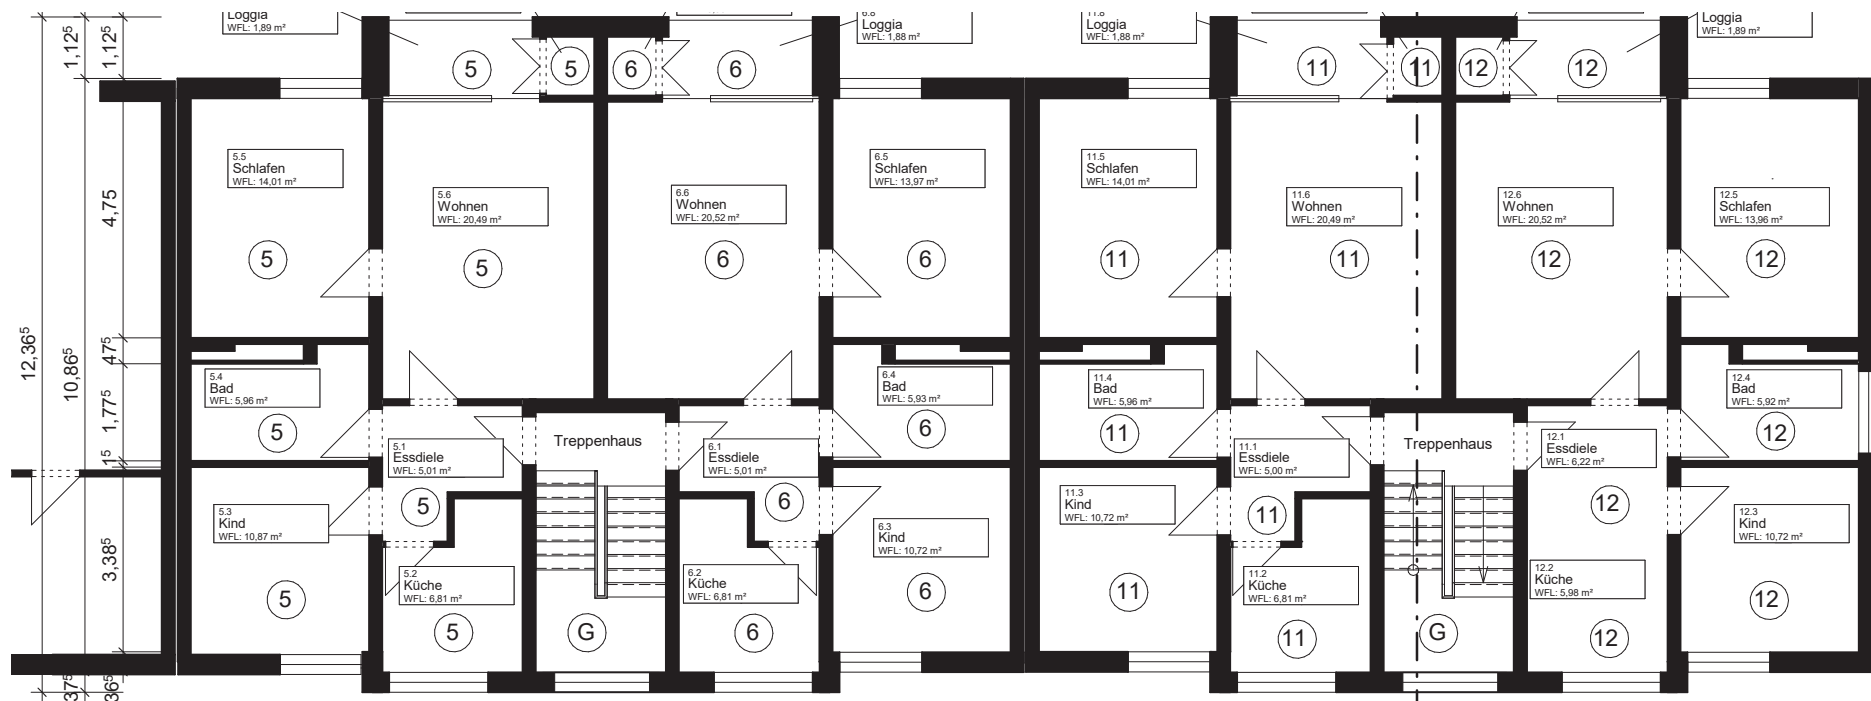 Loggia
WFL: 1,89 m²
6.8
Loggia
WFL: 1,88 m²
11.8
Loggia
WFL: 1,88 m²
Loggia
WFL: 1,89 m²
5
5
6
6
11
11
12
12
5.5
Schlafen
WFL: 14,01 m²
5
5.6
Wohnen
WFL: 20,49 m²
5
6.6
Wohnen
WFL: 20,52 m²
6
6.5
Schlafen
WFL: 13,97 m²
6
11.5
Schlafen
WFL: 14,01 m²
11
11.6
Wohnen
WFL: 20,49 m²
11
12.6
Wohnen
WFL: 20,52 m²
12
12.5
Schlafen
WFL: 13,96 m²
12
5.4
Bad
WFL: 5,96 m²
5
6.4
Bad
WFL: 5,93 m²
6
11.4
Bad
WFL: 5,96 m²
11
12.4
Bad
WFL: 5,92 m²
12
5.1
Essdiele
WFL: 5,01 m²
5
Treppenhaus
6.1
Essdiele
WFL: 5,01 m²
6
11.1
Essdiele
WFL: 5,00 m²
11
Treppenhaus
12.1
Essdiele
WFL: 6,22 m²
12
5.3
Kind
WFL: 10,87 m²
5
5.2
Küche
WFL: 6,81 m²
5
G
6.2
Küche
WFL: 6,81 m²
6
6.3
Kind
WFL: 10,72 m²
6
11.3
Kind
WFL: 10,72 m²
11
11.2
Küche
WFL: 6,81 m²
11
G
12.2
Küche
WFL: 5,98 m²
12
12.3
Kind
WFL: 10,72 m²
12
1,12⁵
1,12⁵
4,75
47⁵
1,77⁵
1⁵
3,38⁵
12,36⁵
10,86⁵
37⁵
36⁵